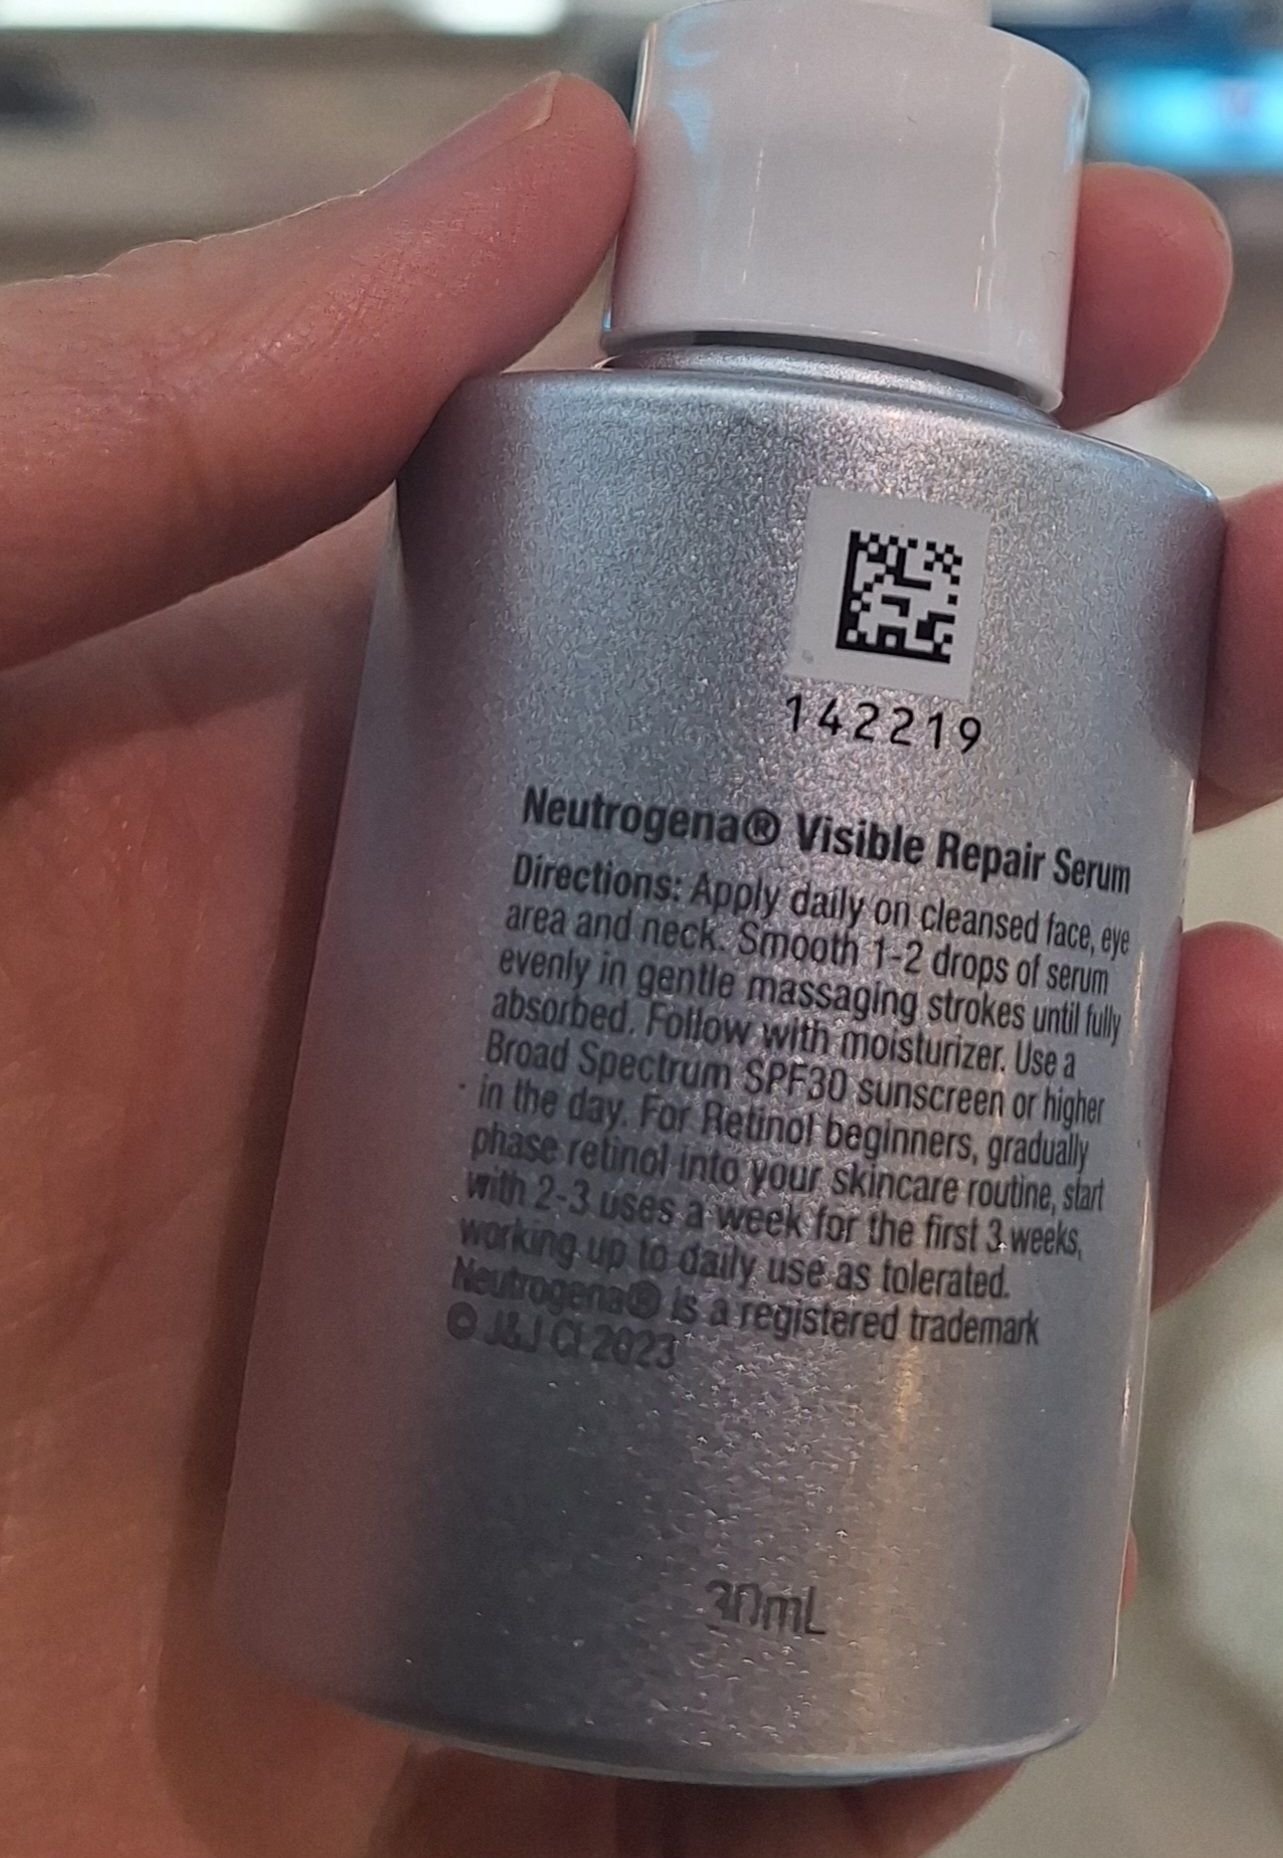 142219
Neutrogena® Visible Repair Serum
Directions: Apply daily on cleansed face, eye
area and neck. Smooth 1-2 drops of serum
evenly in gentle massaging strokes until fully
absorbed. Follow with moisturizer. Use a
Broad Spectrum SPF30 sunscreen or higher
in the day. For Retinol beginners, gradually
phase retinol into your skincare routine, start
with 2-3 uses a week for the first 3 weeks,
working up to daily use as tolerated.
Neutrogena® is a registered trademark
© J&J CI 2023
30mL